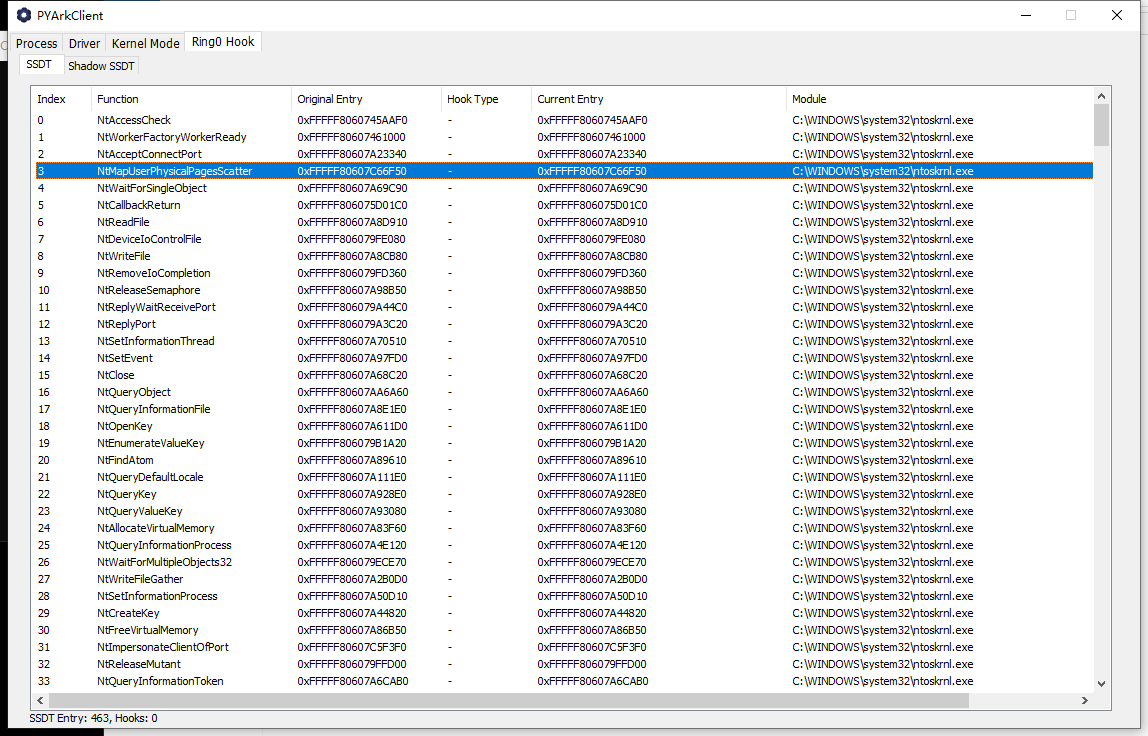 PYArkClient
Process Driver Kernel Mode Ring0 Hook
SSDT Shadow SSDT
Index Function Original Entry Hook Type Current Entry Module
0 NtAccessCheck 0xFFFFF8060745AAF0 - 0xFFFFF8060745AAF0 C:\WINDOWS\system32\ntoskrnl.exe
1 NtWorkerFactoryWorkerReady 0xFFFFF80607461000 - 0xFFFFF80607461000 C:\WINDOWS\system32\ntoskrnl.exe
2 NtAcceptConnectPort 0xFFFFF80607A23340 - 0xFFFFF80607A23340 C:\WINDOWS\system32\ntoskrnl.exe
3 NtMapUserPhysicalPagesScatter 0xFFFFF80607C66F50 - 0xFFFFF80607C66F50 C:\WINDOWS\system32\ntoskrnl.exe
4 NtWaitForSingleObject 0xFFFFF80607A69C90 - 0xFFFFF80607A69C90 C:\WINDOWS\system32\ntoskrnl.exe
5 NtCallbackReturn 0xFFFFF806075D01C0 - 0xFFFFF806075D01C0 C:\WINDOWS\system32\ntoskrnl.exe
6 NtReadFile 0xFFFFF80607A8D910 - 0xFFFFF80607A8D910 C:\WINDOWS\system32\ntoskrnl.exe
7 NtDeviceIoControlFile 0xFFFFF806079FE080 - 0xFFFFF806079FE080 C:\WINDOWS\system32\ntoskrnl.exe
8 NtWriteFile 0xFFFFF80607A8CB80 - 0xFFFFF80607A8CB80 C:\WINDOWS\system32\ntoskrnl.exe
9 NtRemoveIoCompletion 0xFFFFF806079FD360 - 0xFFFFF806079FD360 C:\WINDOWS\system32\ntoskrnl.exe
10 NtReleaseSemaphore 0xFFFFF80607A98B50 - 0xFFFFF80607A98B50 C:\WINDOWS\system32\ntoskrnl.exe
11 NtReplyWaitReceivePort 0xFFFFF806079A44C0 - 0xFFFFF806079A44C0 C:\WINDOWS\system32\ntoskrnl.exe
12 NtReplyPort 0xFFFFF806079A3C20 - 0xFFFFF806079A3C20 C:\WINDOWS\system32\ntoskrnl.exe
13 NtSetInformationThread 0xFFFFF80607A70510 - 0xFFFFF80607A70510 C:\WINDOWS\system32\ntoskrnl.exe
14 NtSetEvent 0xFFFFF80607A97FD0 - 0xFFFFF80607A97FD0 C:\WINDOWS\system32\ntoskrnl.exe
15 NtClose 0xFFFFF80607A68C20 - 0xFFFFF80607A68C20 C:\WINDOWS\system32\ntoskrnl.exe
16 NtQueryObject 0xFFFFF80607AA6A60 - 0xFFFFF80607AA6A60 C:\WINDOWS\system32\ntoskrnl.exe
17 NtQueryInformationFile 0xFFFFF80607A8E1E0 - 0xFFFFF80607A8E1E0 C:\WINDOWS\system32\ntoskrnl.exe
18 NtOpenKey 0xFFFFF80607A611D0 - 0xFFFFF80607A611D0 C:\WINDOWS\system32\ntoskrnl.exe
19 NtEnumerateValueKey 0xFFFFF806079B1A20 - 0xFFFFF806079B1A20 C:\WINDOWS\system32\ntoskrnl.exe
20 NtFindAtom 0xFFFFF80607A89610 - 0xFFFFF80607A89610 C:\WINDOWS\system32\ntoskrnl.exe
21 NtQueryDefaultLocale 0xFFFFF80607A111E0 - 0xFFFFF80607A111E0 C:\WINDOWS\system32\ntoskrnl.exe
22 NtQueryKey 0xFFFFF80607A928E0 - 0xFFFFF80607A928E0 C:\WINDOWS\system32\ntoskrnl.exe
23 NtQueryValueKey 0xFFFFF80607A93080 - 0xFFFFF80607A93080 C:\WINDOWS\system32\ntoskrnl.exe
24 NtAllocateVirtualMemory 0xFFFFF80607A83F60 - 0xFFFFF80607A83F60 C:\WINDOWS\system32\ntoskrnl.exe
25 NtQueryInformationProcess 0xFFFFF80607A4E120 - 0xFFFFF80607A4E120 C:\WINDOWS\system32\ntoskrnl.exe
26 NtWaitForMultipleObjects32 0xFFFFF806079ECE70 - 0xFFFFF806079ECE70 C:\WINDOWS\system32\ntoskrnl.exe
27 NtWriteFileGather 0xFFFFF80607A2B0D0 - 0xFFFFF80607A2B0D0 C:\WINDOWS\system32\ntoskrnl.exe
28 NtSetInformationProcess 0xFFFFF80607A50D10 - 0xFFFFF80607A50D10 C:\WINDOWS\system32\ntoskrnl.exe
29 NtCreateKey 0xFFFFF80607A44820 - 0xFFFFF80607A44820 C:\WINDOWS\system32\ntoskrnl.exe
30 NtFreeVirtualMemory 0xFFFFF80607A86B50 - 0xFFFFF80607A86B50 C:\WINDOWS\system32\ntoskrnl.exe
31 NtImpersonateClientOfPort 0xFFFFF80607C5F3F0 - 0xFFFFF80607C5F3F0 C:\WINDOWS\system32\ntoskrnl.exe
32 NtReleaseMutant 0xFFFFF806079FFD00 - 0xFFFFF806079FFD00 C:\WINDOWS\system32\ntoskrnl.exe
33 NtQueryInformationToken 0xFFFFF80607A6CAB0 - 0xFFFFF80607A6CAB0 C:\WINDOWS\system32\ntoskrnl.exe
SSDT Entry: 463, Hooks: 0